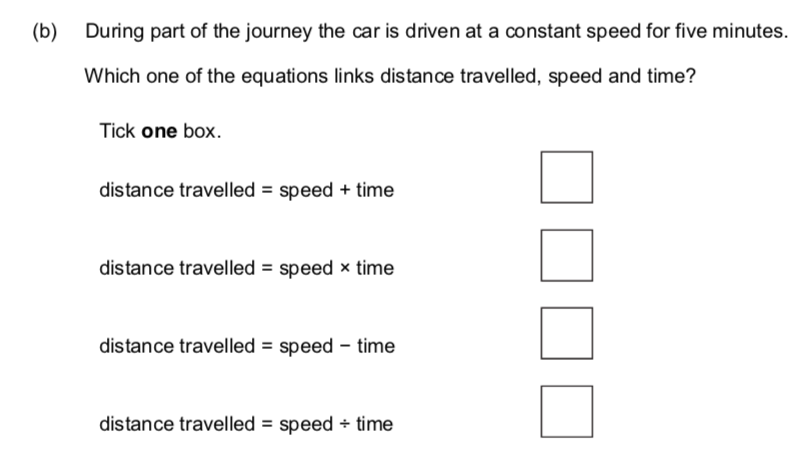 (b) During part of the journey the car is driven at a constant speed for five minutes.
Which one of the equations links distance travelled, speed and time?
Tick one box.
distance travelled = speed + time
distance travelled = speed × time
distance travelled = speed − time
distance travelled = speed ÷ time